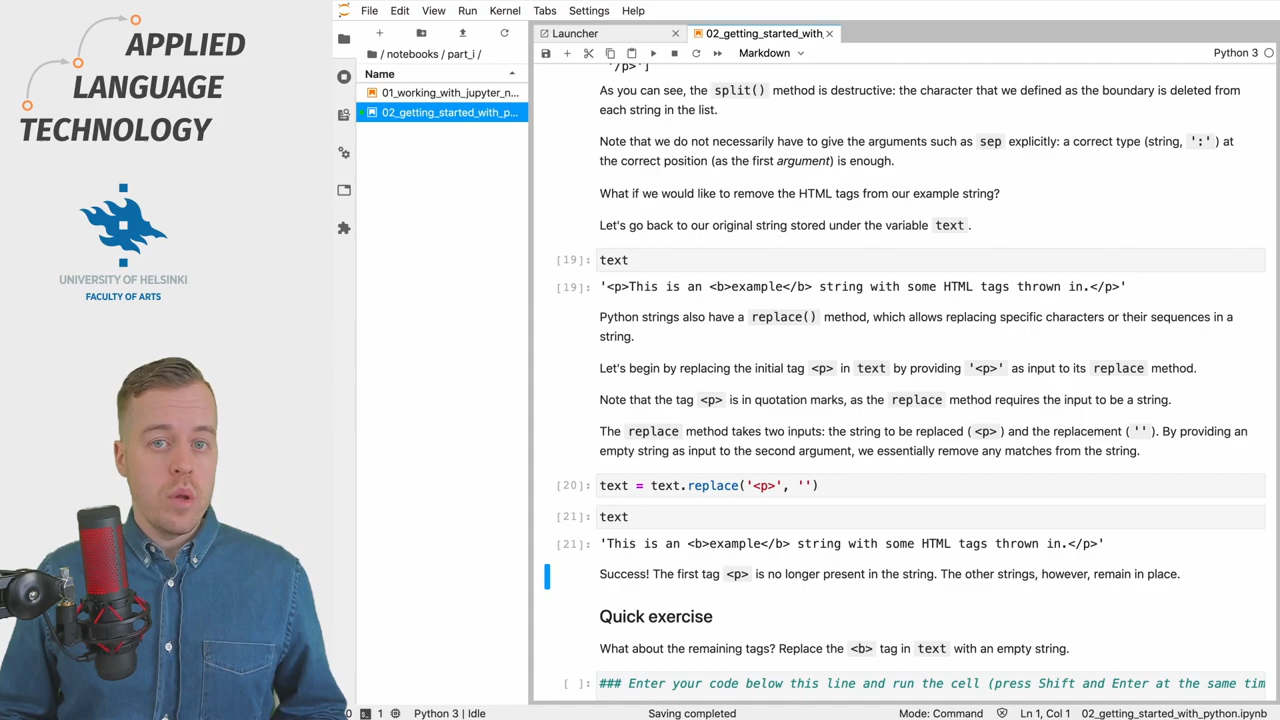 APPLIED
LANGUAGE
TECHNOLOGY
UNIVERSITY OF HELSINKI
FACULTY OF ARTS
File Edit View Run Kernel Tabs Settings Help
/ notebooks / part_i /
Name
01_working_with_jupyter_n...
02_getting_started_with_p...
Launcher
02_getting_started_with_
Markdown
Python 3
'/p>']
As you can see, the split() method is destructive: the character that we defined as the boundary is deleted from
each string in the list.
Note that we do not necessarily have to give the arguments such as sep explicitly: a correct type (string, ':') at
the correct position (as the first argument) is enough.
What if we would like to remove the HTML tags from our example string?
Let's go back to our original string stored under the variable text.
[19]: text
[19]: '<p>This is an <b>example</b> string with some HTML tags thrown in.</p>'
Python strings also have a replace() method, which allows replacing specific characters or their sequences in a
string.
Let's begin by replacing the initial tag <p> in text by providing '<p>' as input to its replace method.
Note that the tag <p> is in quotation marks, as the replace method requires the input to be a string.
The replace method takes two inputs: the string to be replaced (<p>) and the replacement (''). By providing an
empty string as input to the second argument, we essentially remove any matches from the string.
[20]: text = text.replace('<p>', '')
[21]: text
[21]: 'This is an <b>example</b> string with some HTML tags thrown in.</p>'
Success! The first tag <p> is no longer present in the string. The other strings, however, remain in place.
Quick exercise
What about the remaining tags? Replace the <b> tag in text with an empty string.
[ ]: ### Enter your code below this line and run the cell (press Shift and Enter at the same tim
0 1 Python 3 | Idle Saving completed Mode: Command Ln 1, Col 1 02_getting_started_with_python.ipynb